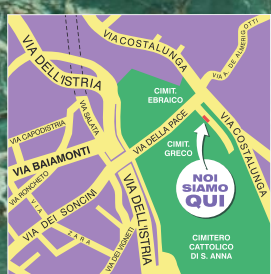 VIA COSTALUNGA
VIA A. DE ALMERIGOTTI
VIA DELL'ISTRIA
CIMIT.
EBRAICO
VIA SALATA
VIA CAPODISTRIA
VIA DELLA PACE
VIA COSTALUNGA
CIMIT.
GRECO
VIA BAIAMONTI
VIA RONCHETO
NOI
SIAMO
QUI
VIA DEI SONCINI
VIA ZARA
VIA DEI VIGNETI
VIA DELL'ISTRIA
CIMITERO
CATTOLICO
DI S. ANNA